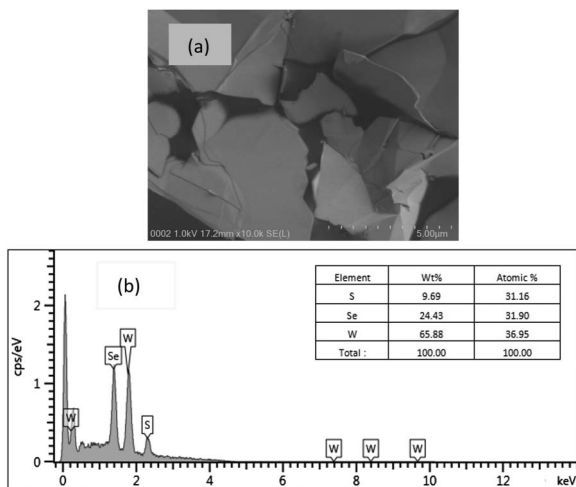 (a)
0002 1.0kV 17.2mm x10.0k SE(L) 5.00µm
(b)
Element Wt% Atomic %
S 9.69 31.16
Se 24.43 31.90
W 65.88 36.95
Total : 100.00 100.00
cps/eV
2
1
0
W Se W S W W W
0 2 4 6 8 10 12 keV